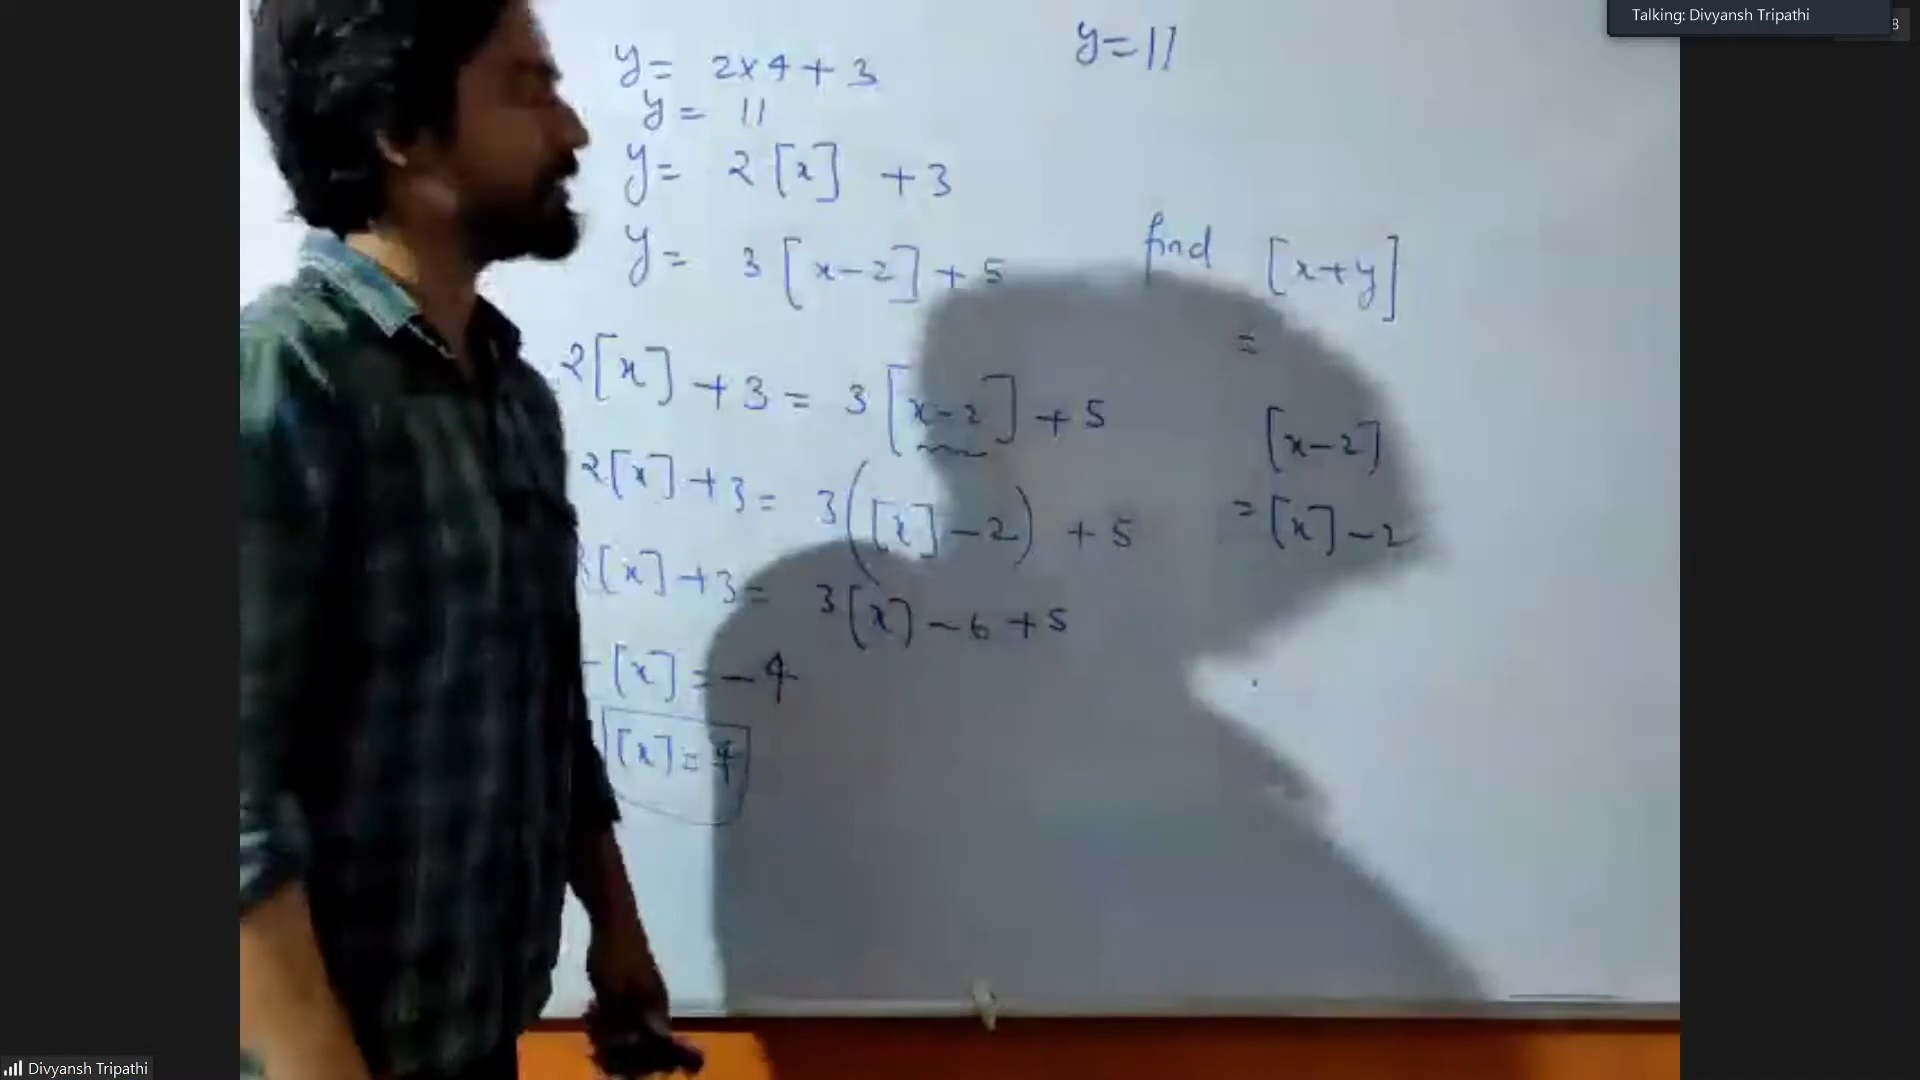 Talking: Divyansh Tripathi
8
y = 2x4 + 3
y = 11
y = 11
y = 2 [x] + 3
y = 3 [x-2] + 5
find [x+y]
=
2[x] + 3 = 3 [x-2] + 5
[x-2]
2[x] + 3 = 3([x] - 2) + 5
= [x] - 2
[x] + 3 = 3[x] - 6 + 5
-[x] = -4
[x] = 4
Divyansh Tripathi